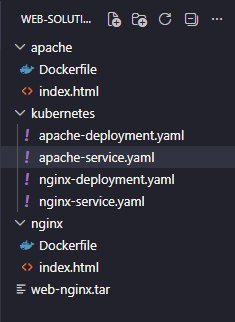 WEB-SOLUTI...
apache
Dockerfile
index.html
kubernetes
apache-deployment.yaml
apache-service.yaml
nginx-deployment.yaml
nginx-service.yaml
nginx
Dockerfile
index.html
web-nginx.tar